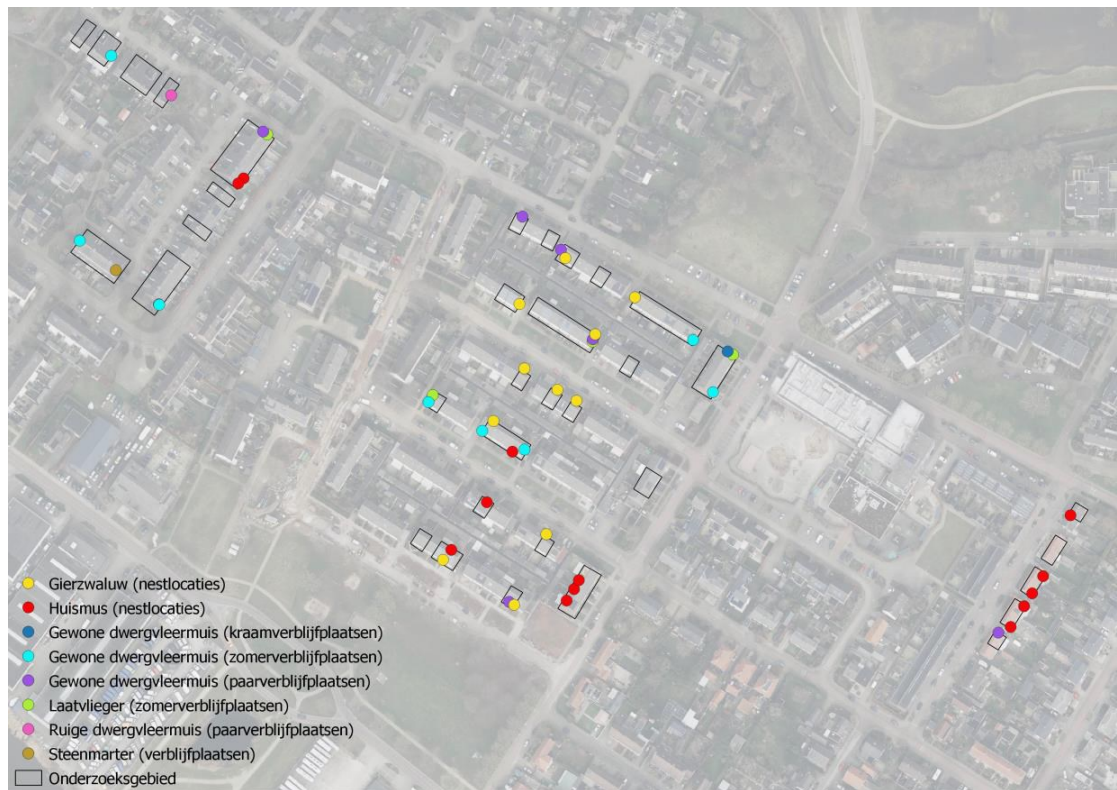 Gierzwaluw (nestlocaties)
Huismus (nestlocaties)
Gewone dwergvleermuis (kraamverblijfplaatsen)
Gewone dwergvleermuis (zomerverblijfplaatsen)
Gewone dwergvleermuis (paarverblijfplaatsen)
Laatvlieger (zomerverblijfplaatsen)
Ruige dwergvleermuis (paarverblijfplaatsen)
Steenmarter (verblijfplaatsen)
Onderzoeksgebied